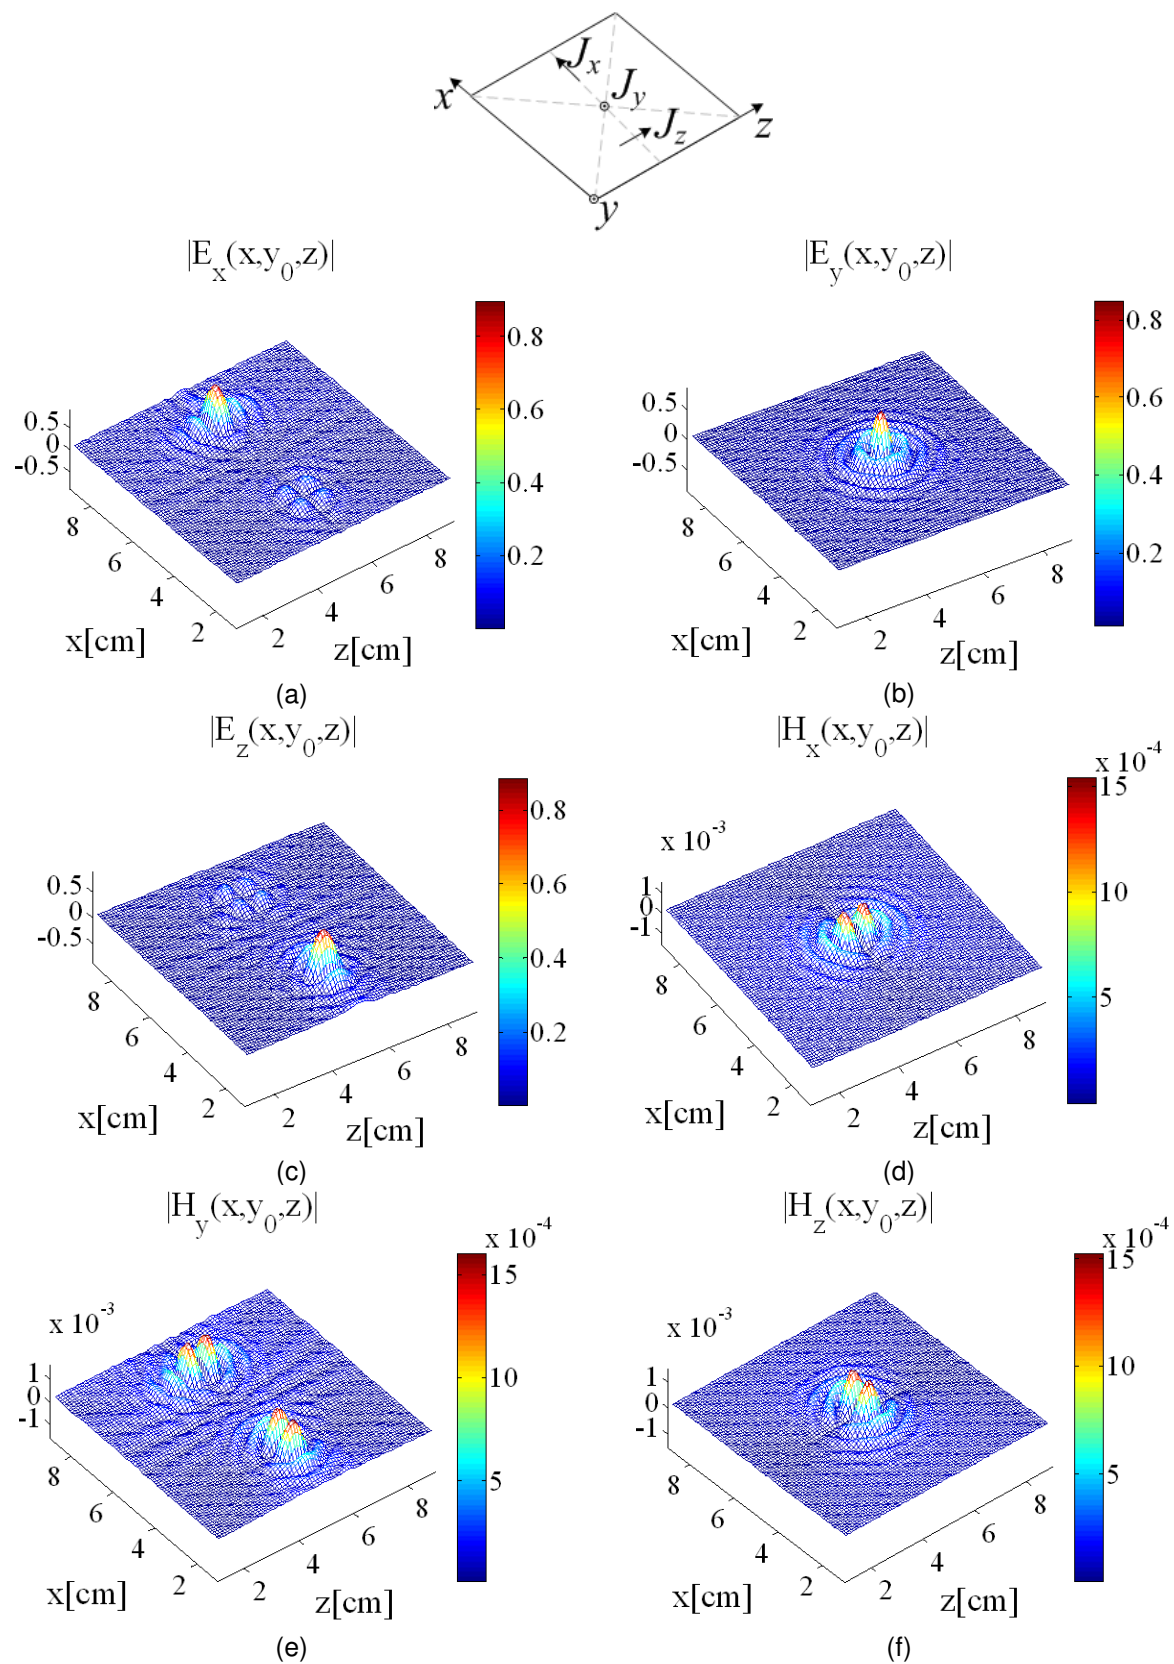 J_x
x
J_y
J_z
z
y
|E_x(x,y_0,z)|
|E_y(x,y_0,z)|
0.8
0.6
0.4
0.2
0.5
0
-0.5
8
6
4
2
x[cm]
2
4
6
8
z[cm]
(a)
0.8
0.6
0.4
0.2
0.5
0
-0.5
8
6
4
2
x[cm]
2
4
6
8
z[cm]
(b)
|E_z(x,y_0,z)|
|H_x(x,y_0,z)|
0.8
0.6
0.4
0.2
0.5
0
-0.5
8
6
4
2
x[cm]
2
4
6
8
z[cm]
(c)
x 10^-4
15
10
5
x 10^-3
1
0
-1
8
6
4
2
x[cm]
2
4
6
8
z[cm]
(d)
|H_y(x,y_0,z)|
|H_z(x,y_0,z)|
x 10^-4
15
10
5
x 10^-3
1
0
-1
8
6
4
2
x[cm]
2
4
6
8
z[cm]
(e)
x 10^-4
15
10
5
x 10^-3
1
0
-1
8
6
4
2
x[cm]
2
4
6
8
z[cm]
(f)